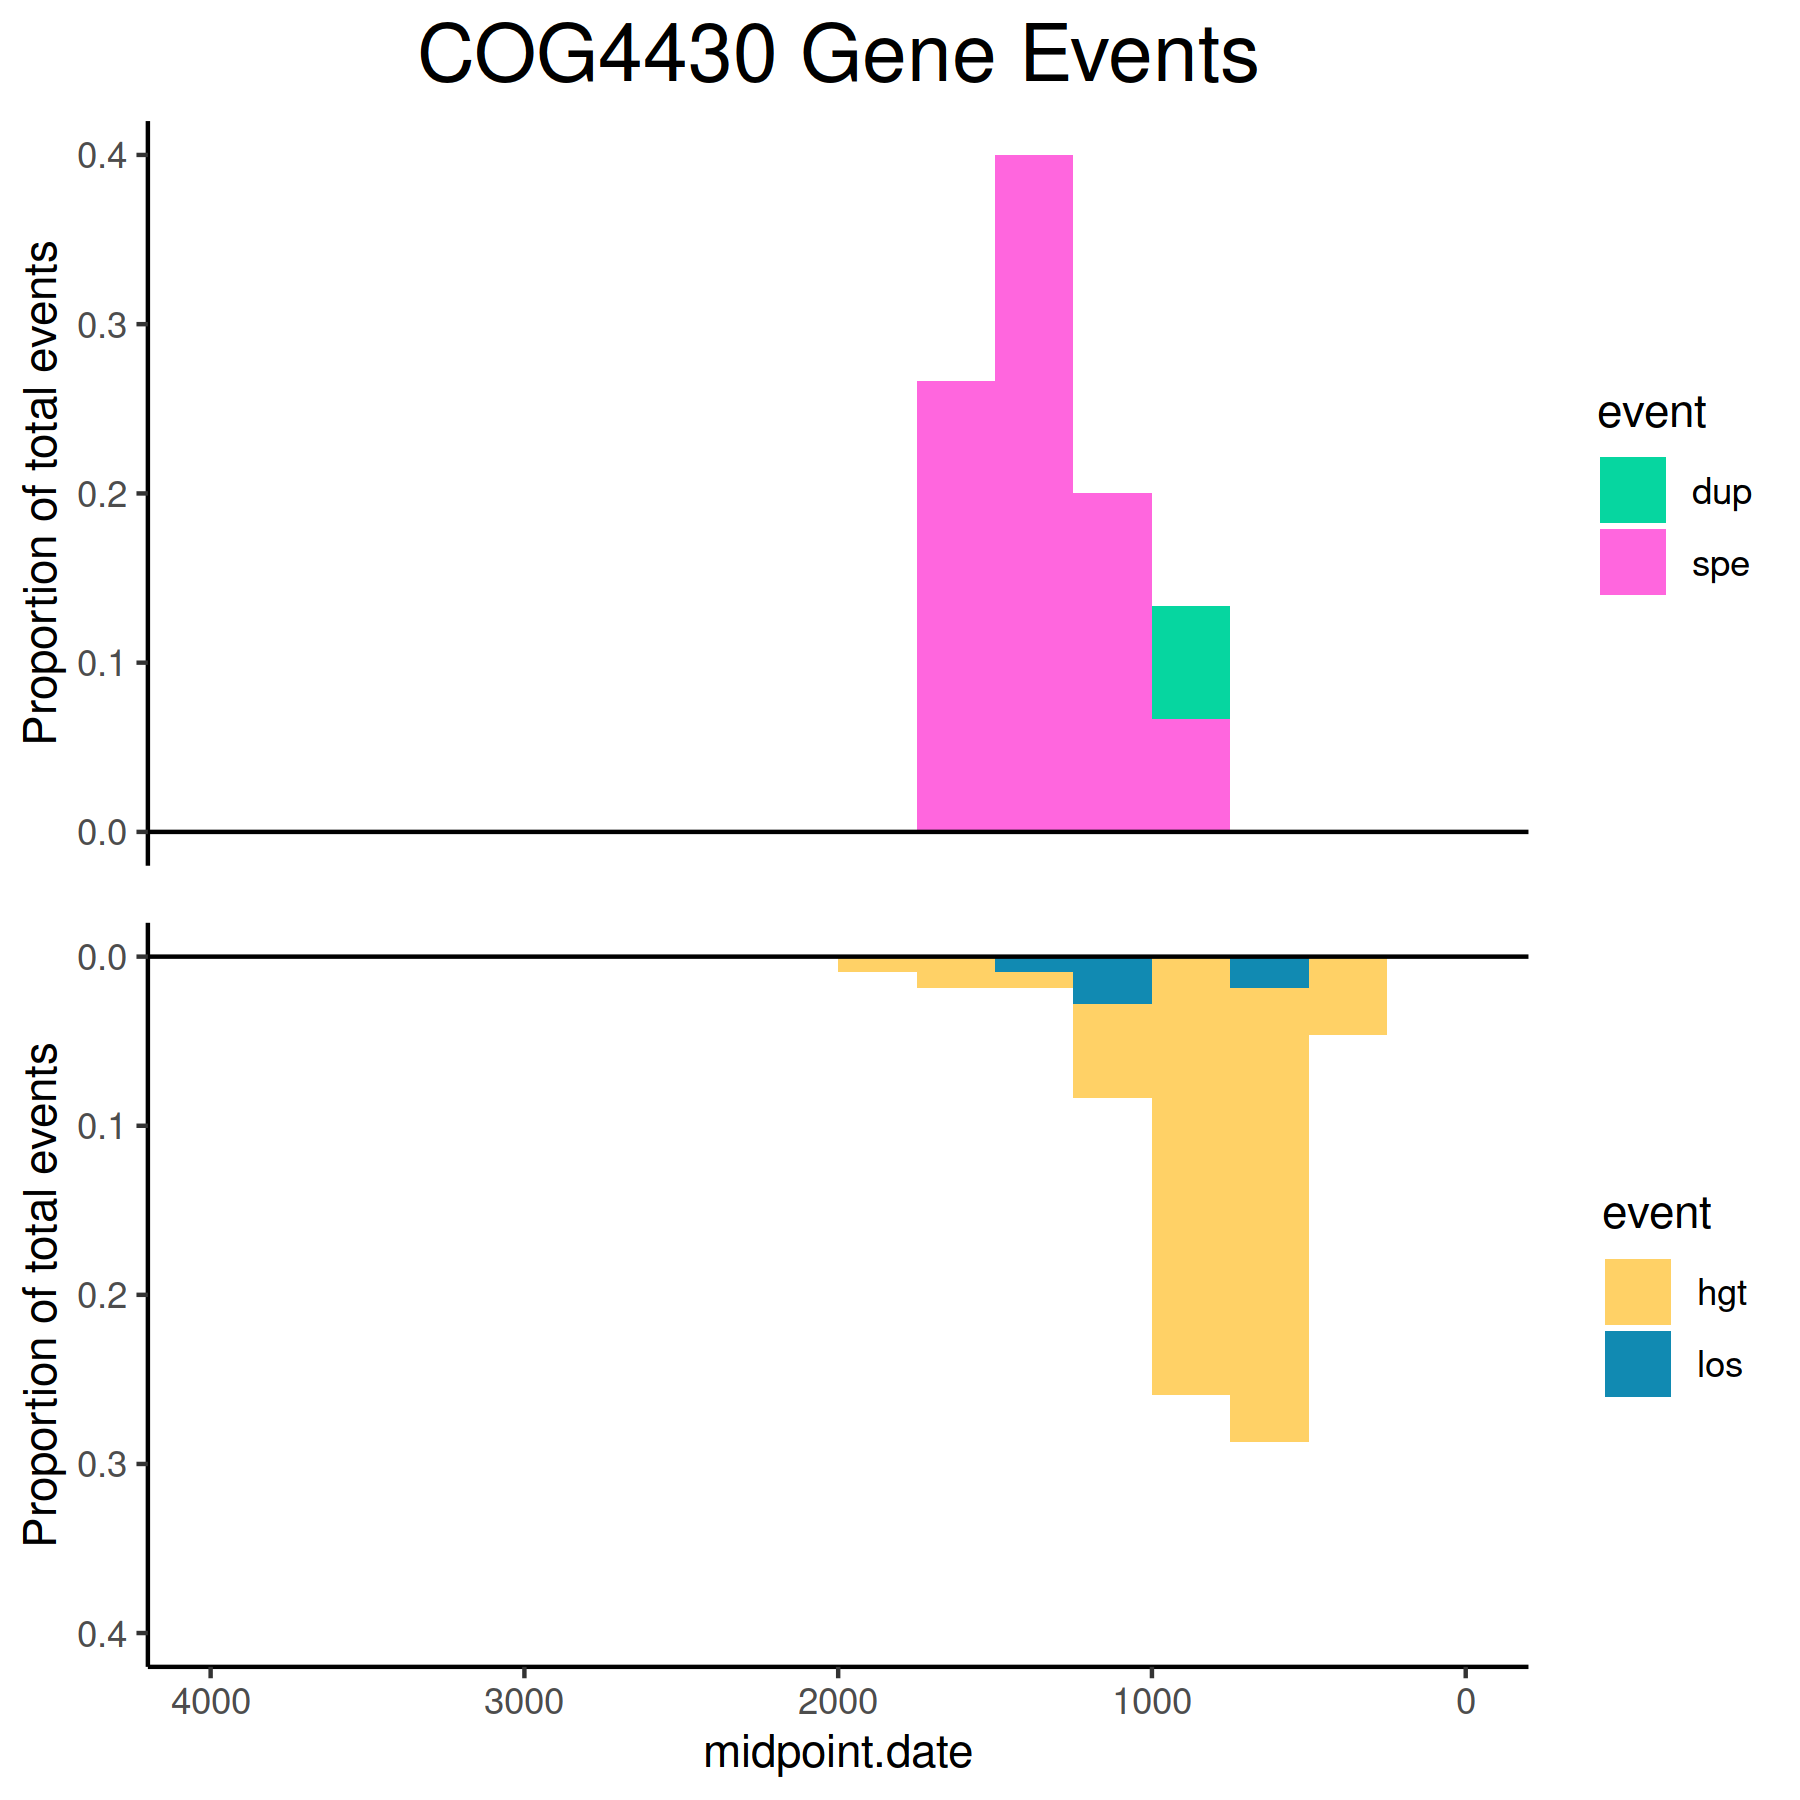 COG4430 Gene Events
Proportion of total events
0.4
0.3
0.2
0.1
0.0
event
dup
spe
Proportion of total events
0.0
0.1
0.2
0.3
0.4
event
hgt
los
4000 3000 2000 1000 0
midpoint.date